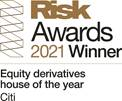 Risk
Awards
2021 Winner
Equity derivatives
house of the year
Citi